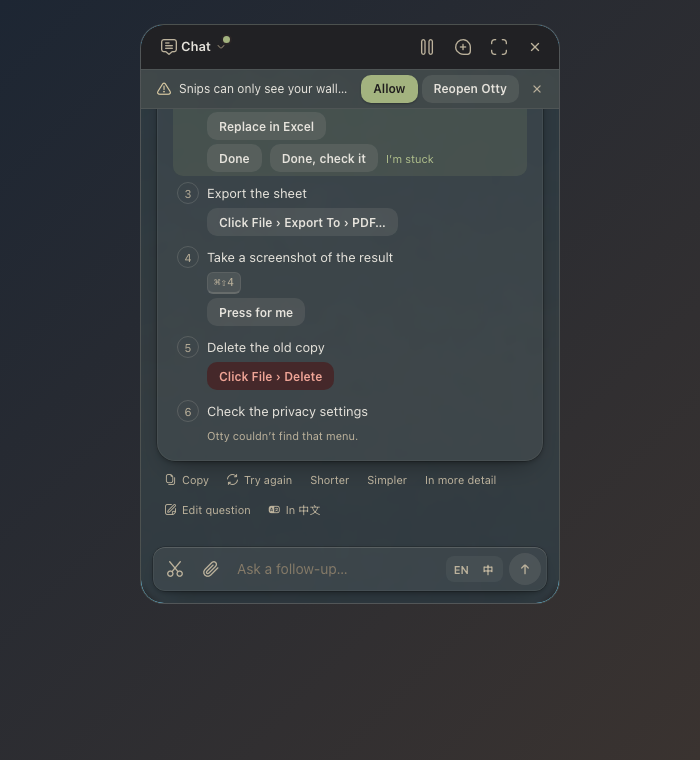 Chat
Snips can only see your wall... Allow Reopen Otty
Replace in Excel
Done Done, check it I'm stuck
3 Export the sheet
Click File › Export To › PDF...
4 Take a screenshot of the result
⌘⇧4
Press for me
5 Delete the old copy
Click File › Delete
6 Check the privacy settings
Otty couldn't find that menu.
Copy Try again Shorter Simpler In more detail
Edit question In 中文
Ask a follow-up... EN 中